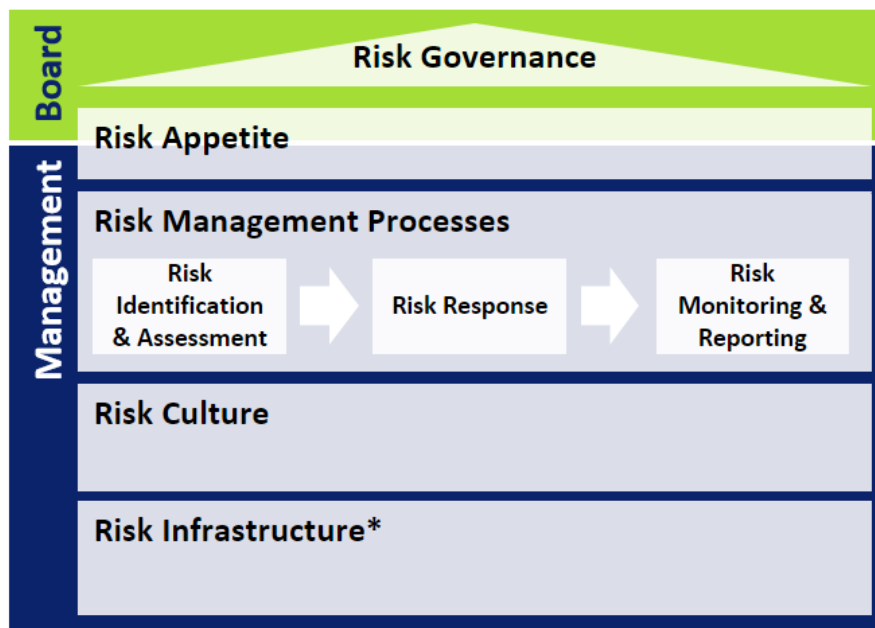 Board
Risk Governance
Risk Appetite
Management
Risk Management Processes
Risk
Identification
& Assessment
Risk Response
Risk
Monitoring &
Reporting
Risk Culture
Risk Infrastructure*